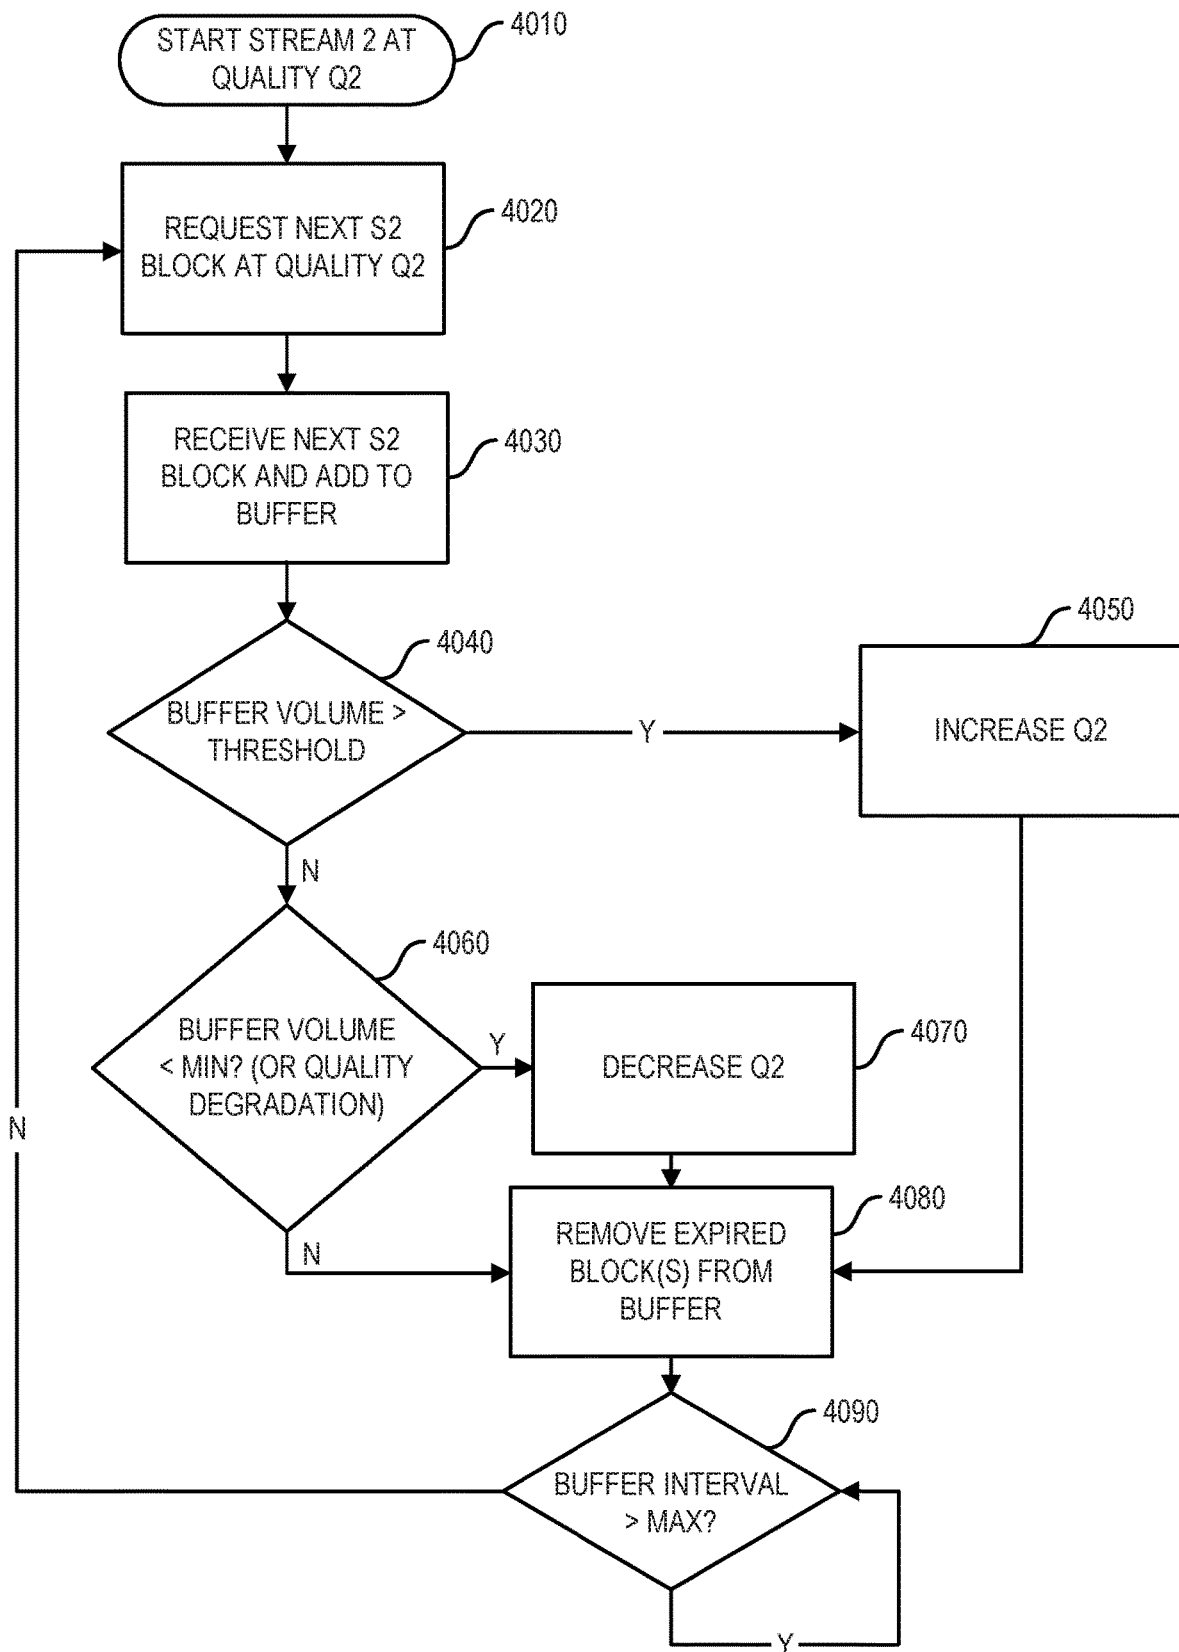 START STREAM 2 AT
QUALITY Q2
4010
REQUEST NEXT S2
BLOCK AT QUALITY Q2
4020
RECEIVE NEXT S2
BLOCK AND ADD TO
BUFFER
4030
BUFFER VOLUME >
THRESHOLD
4040
Y
INCREASE Q2
4050
N
BUFFER VOLUME
< MIN? (OR QUALITY
DEGRADATION)
4060
Y
DECREASE Q2
4070
N
N
REMOVE EXPIRED
BLOCK(S) FROM
BUFFER
4080
BUFFER INTERVAL
> MAX?
4090
Y